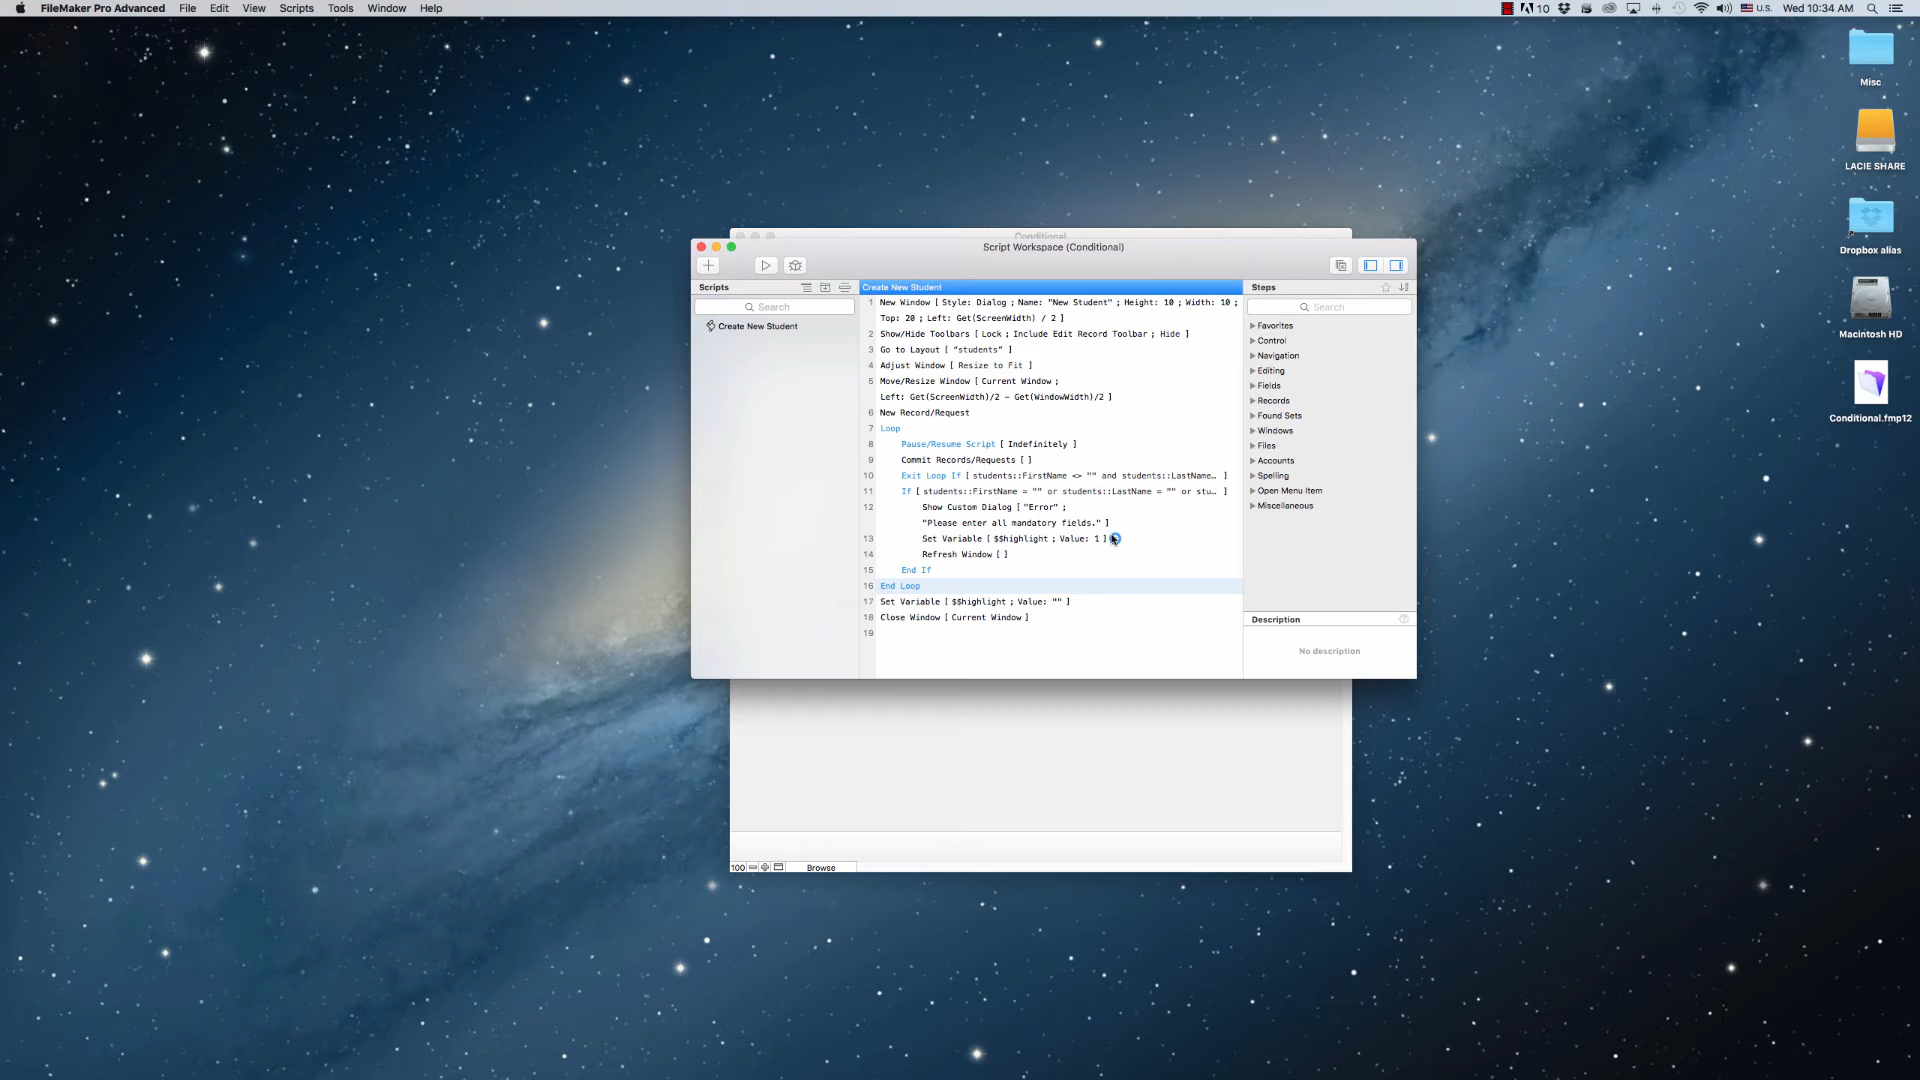 FileMaker Pro Advanced File Edit View Scripts Tools Window Help
10 U.S. Wed 10:34 AM
Misc
LACIE SHARE
Dropbox alias
Macintosh HD
Conditional.fmp12
Conditional
Script Workspace (Conditional)
Scripts
Search
Create New Student
Create New Student
1 New Window [ Style: Dialog ; Name: "New Student" ; Height: 10 ; Width: 10 ;
Top: 20 ; Left: Get(ScreenWidth) / 2 ]
2 Show/Hide Toolbars [ Lock ; Include Edit Record Toolbar ; Hide ]
3 Go to Layout [ “students” ]
4 Adjust Window [ Resize to Fit ]
5 Move/Resize Window [ Current Window ;
Left: Get(ScreenWidth)/2 - Get(WindowWidth)/2 ]
6 New Record/Request
7 Loop
8 Pause/Resume Script [ Indefinitely ]
9 Commit Records/Requests [ ]
10 Exit Loop If [ students::FirstName <> "" and students::LastName… ]
11 If [ students::FirstName = "" or students::LastName = "" or stu… ]
12 Show Custom Dialog [ "Error" ;
"Please enter all mandatory fields." ]
13 Set Variable [ $$highlight ; Value: 1 ]
14 Refresh Window [ ]
15 End If
16 End Loop
17 Set Variable [ $$highlight ; Value: "" ]
18 Close Window [ Current Window ]
19
Steps
Search
Favorites
Control
Navigation
Editing
Fields
Records
Found Sets
Windows
Files
Accounts
Spelling
Open Menu Item
Miscellaneous
Description
No description
100 Browse